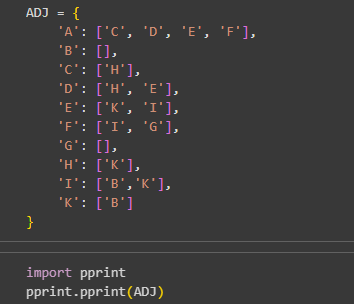 ADJ = {
    'A': ['C', 'D', 'E', 'F'],
    'B': [],
    'C': ['H'],
    'D': ['H', 'E'],
    'E': ['K', 'I'],
    'F': ['I', 'G'],
    'G': [],
    'H': ['K'],
    'I': ['B','K'],
    'K': ['B']
}
import pprint
pprint.pprint(ADJ)